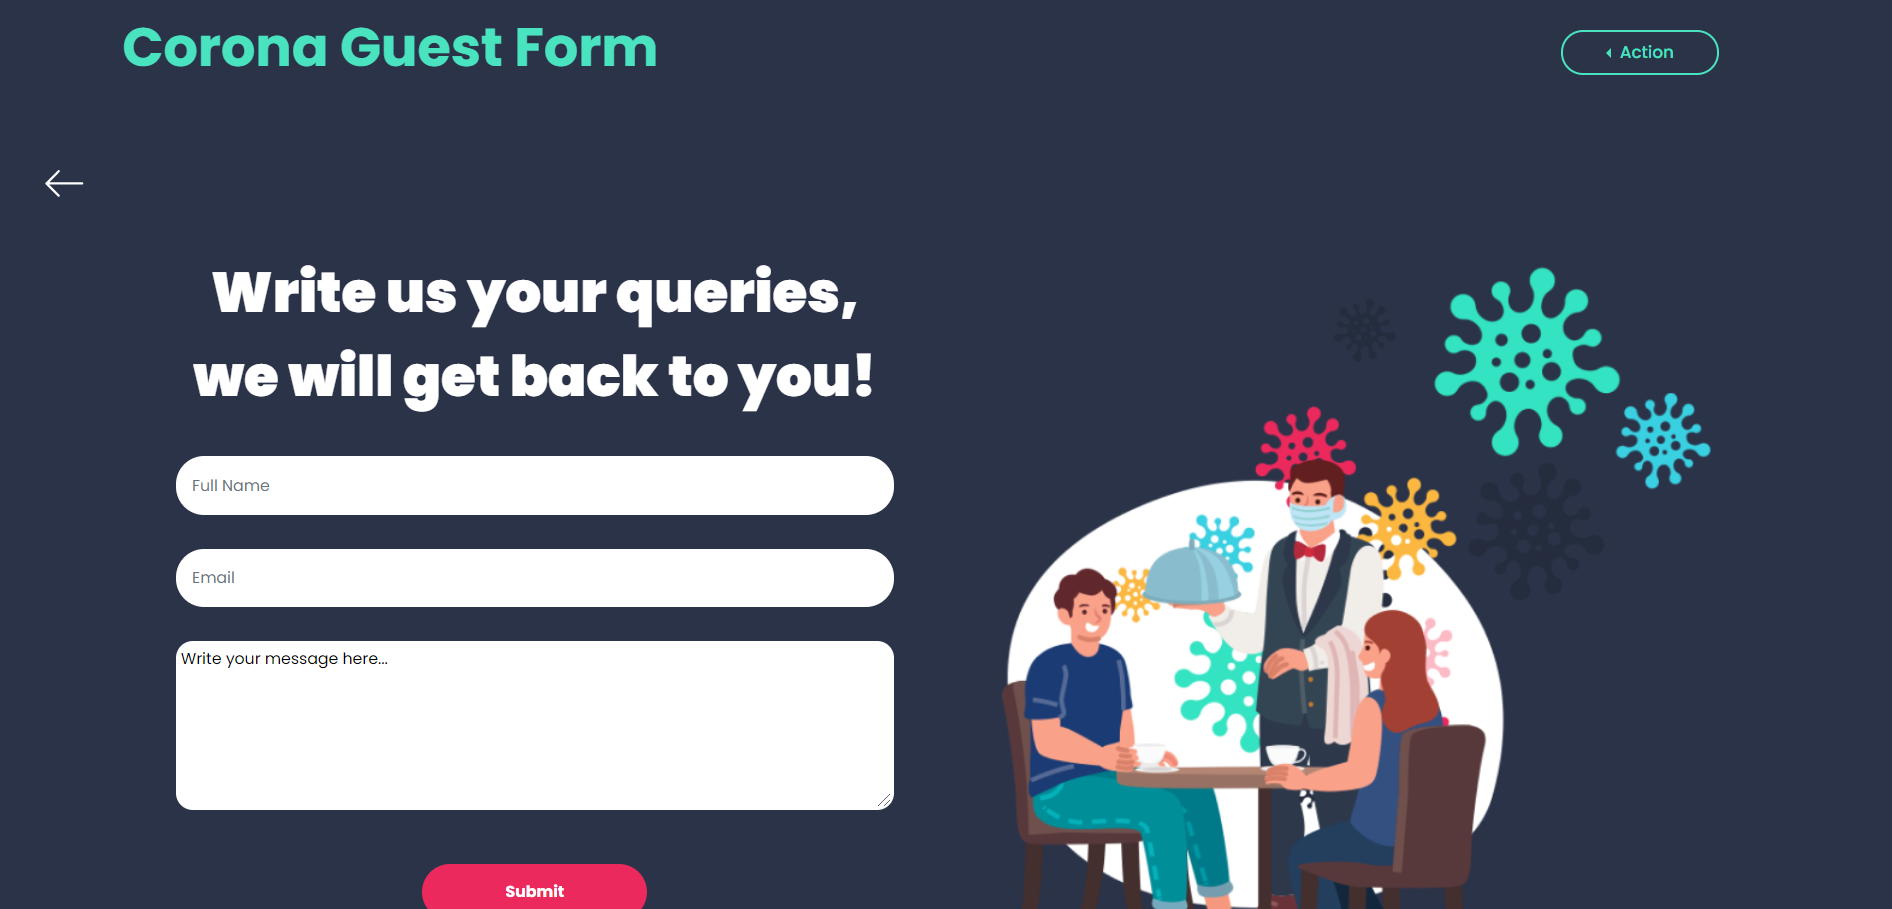 Corona Guest Form
Action
Write us your queries,
we will get back to you!
Full Name
Email
Write your message here...
Submit